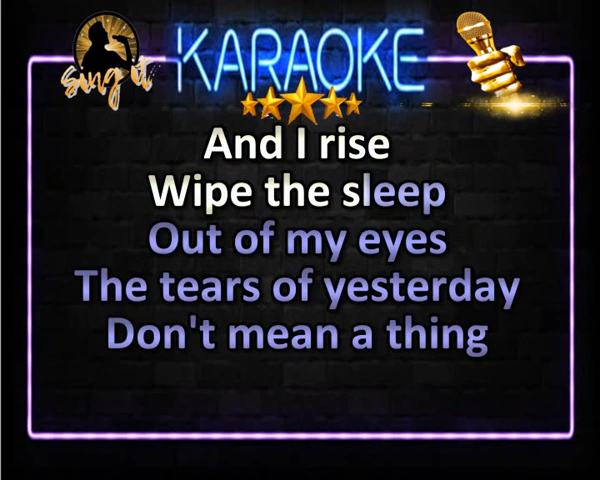 Sing it
KARAOKE
And I rise
Wipe the sleep
Out of my eyes
The tears of yesterday
Don't mean a thing